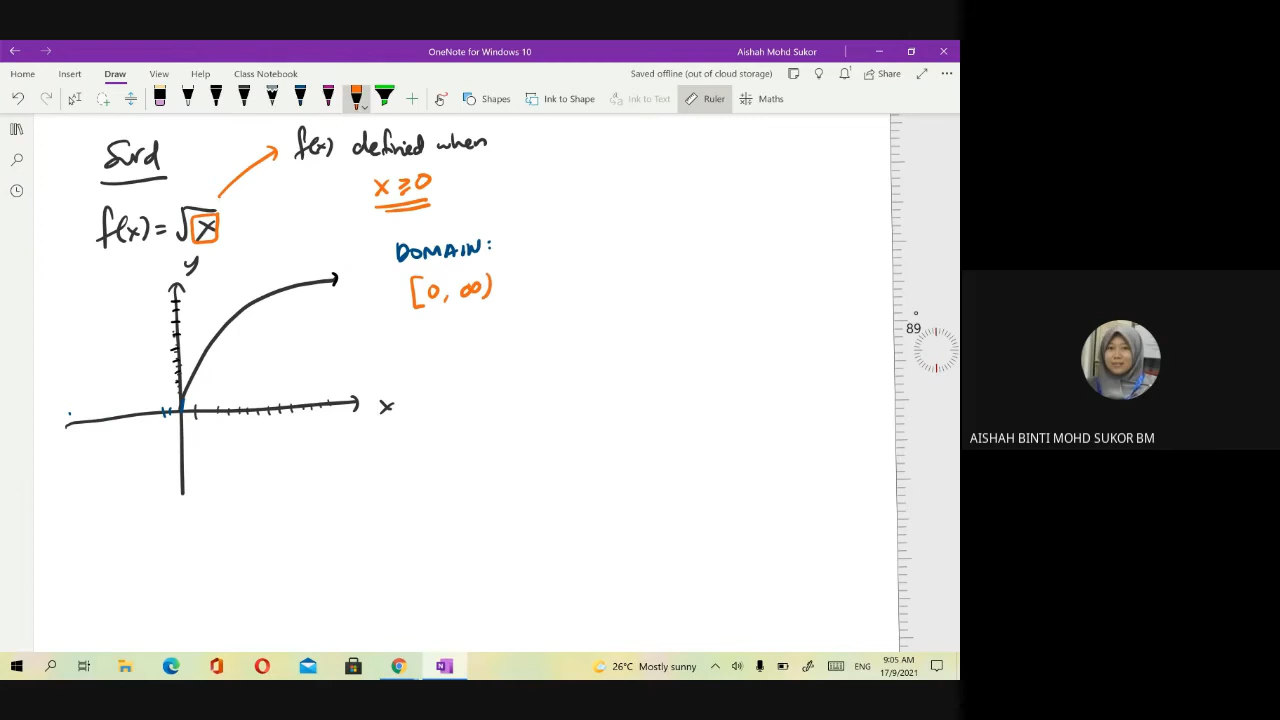 OneNote for Windows 10
Aishah Mohd Sukor
Home Insert Draw View Help Class Notebook
Saved offline (out of cloud storage)
Share
Shapes
Ink to Shape
Ink to Text
Ruler
Maths
Surd
f(x) defined when
x ≥ 0
f(x) = √x
DOMAIN:
[0, ∞)
y
x
89
°
AISHAH BINTI MOHD SUKOR BM
26°C Mostly sunny
ENG
9:05 AM
17/9/2021